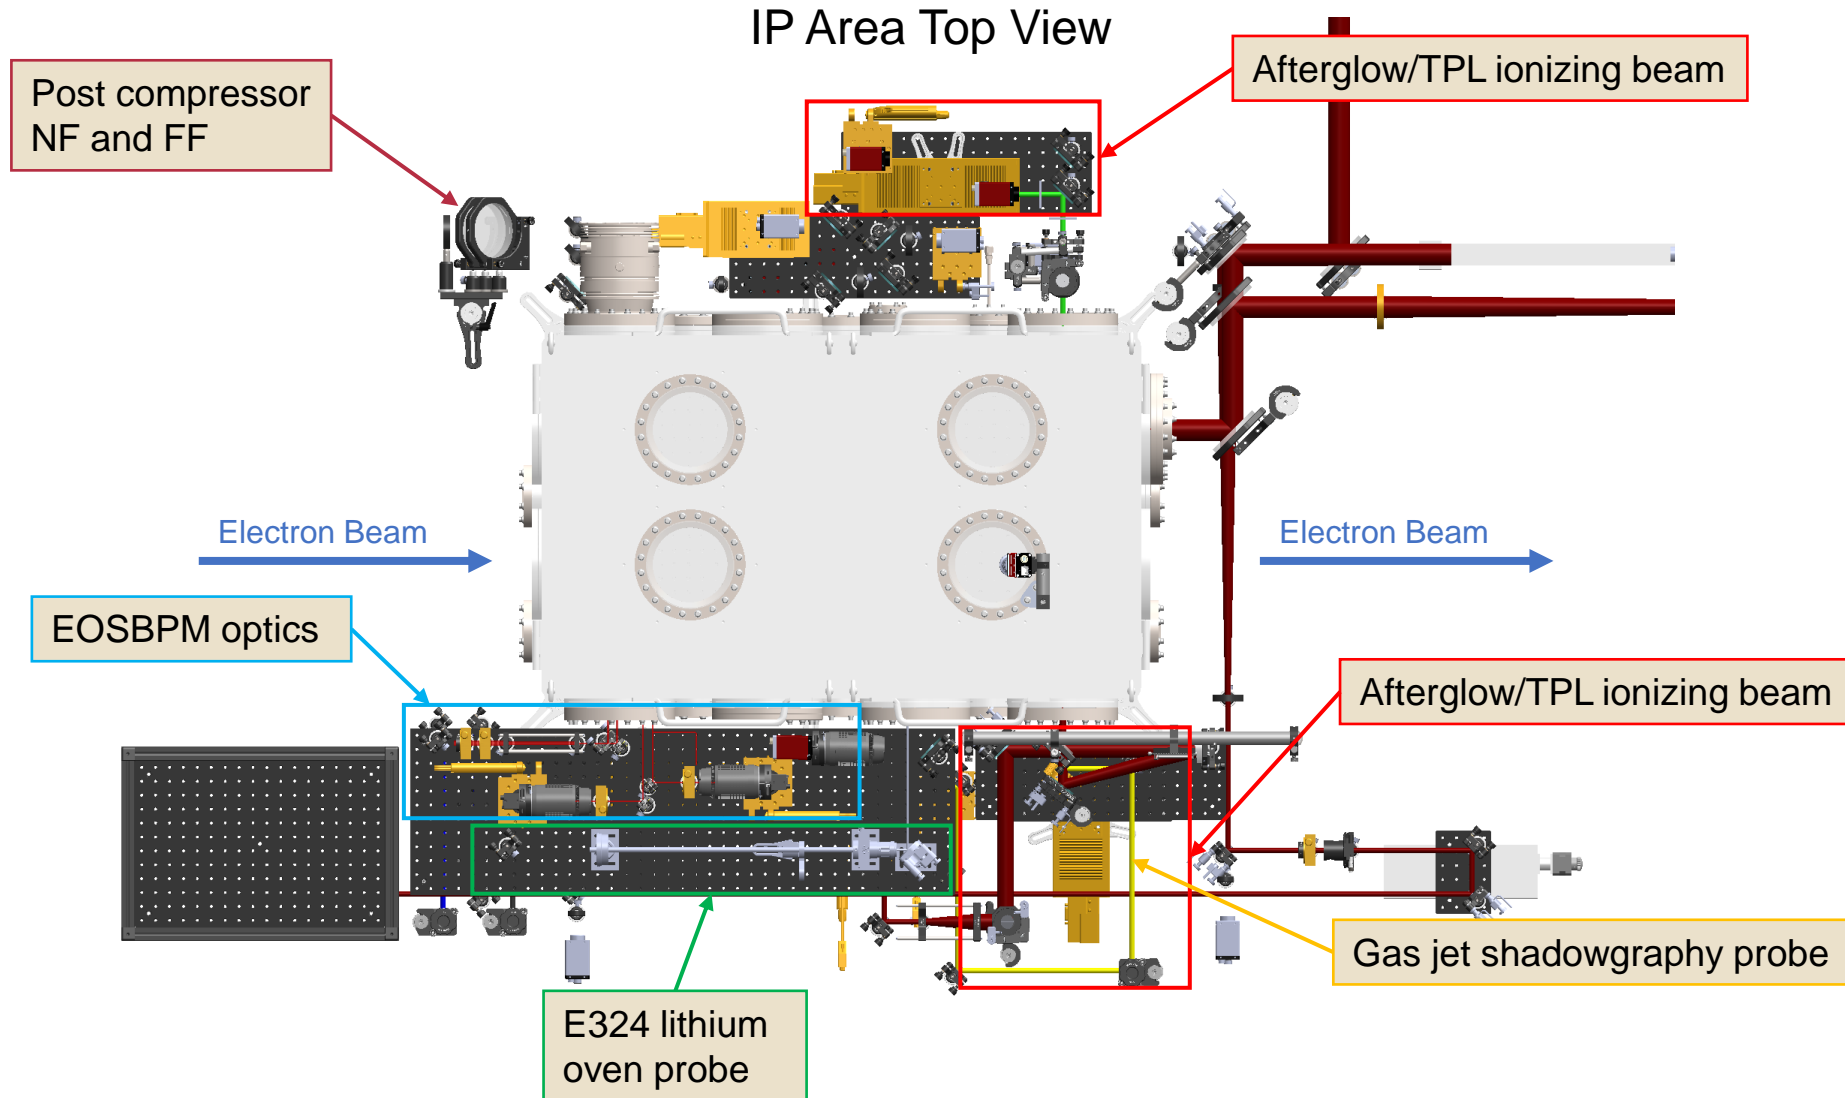 IP Area Top View
Post compressor
NF and FF
Afterglow/TPL ionizing beam
Electron Beam
Electron Beam
EOSBPM optics
Afterglow/TPL ionizing beam
Gas jet shadowgraphy probe
E324 lithium
oven probe